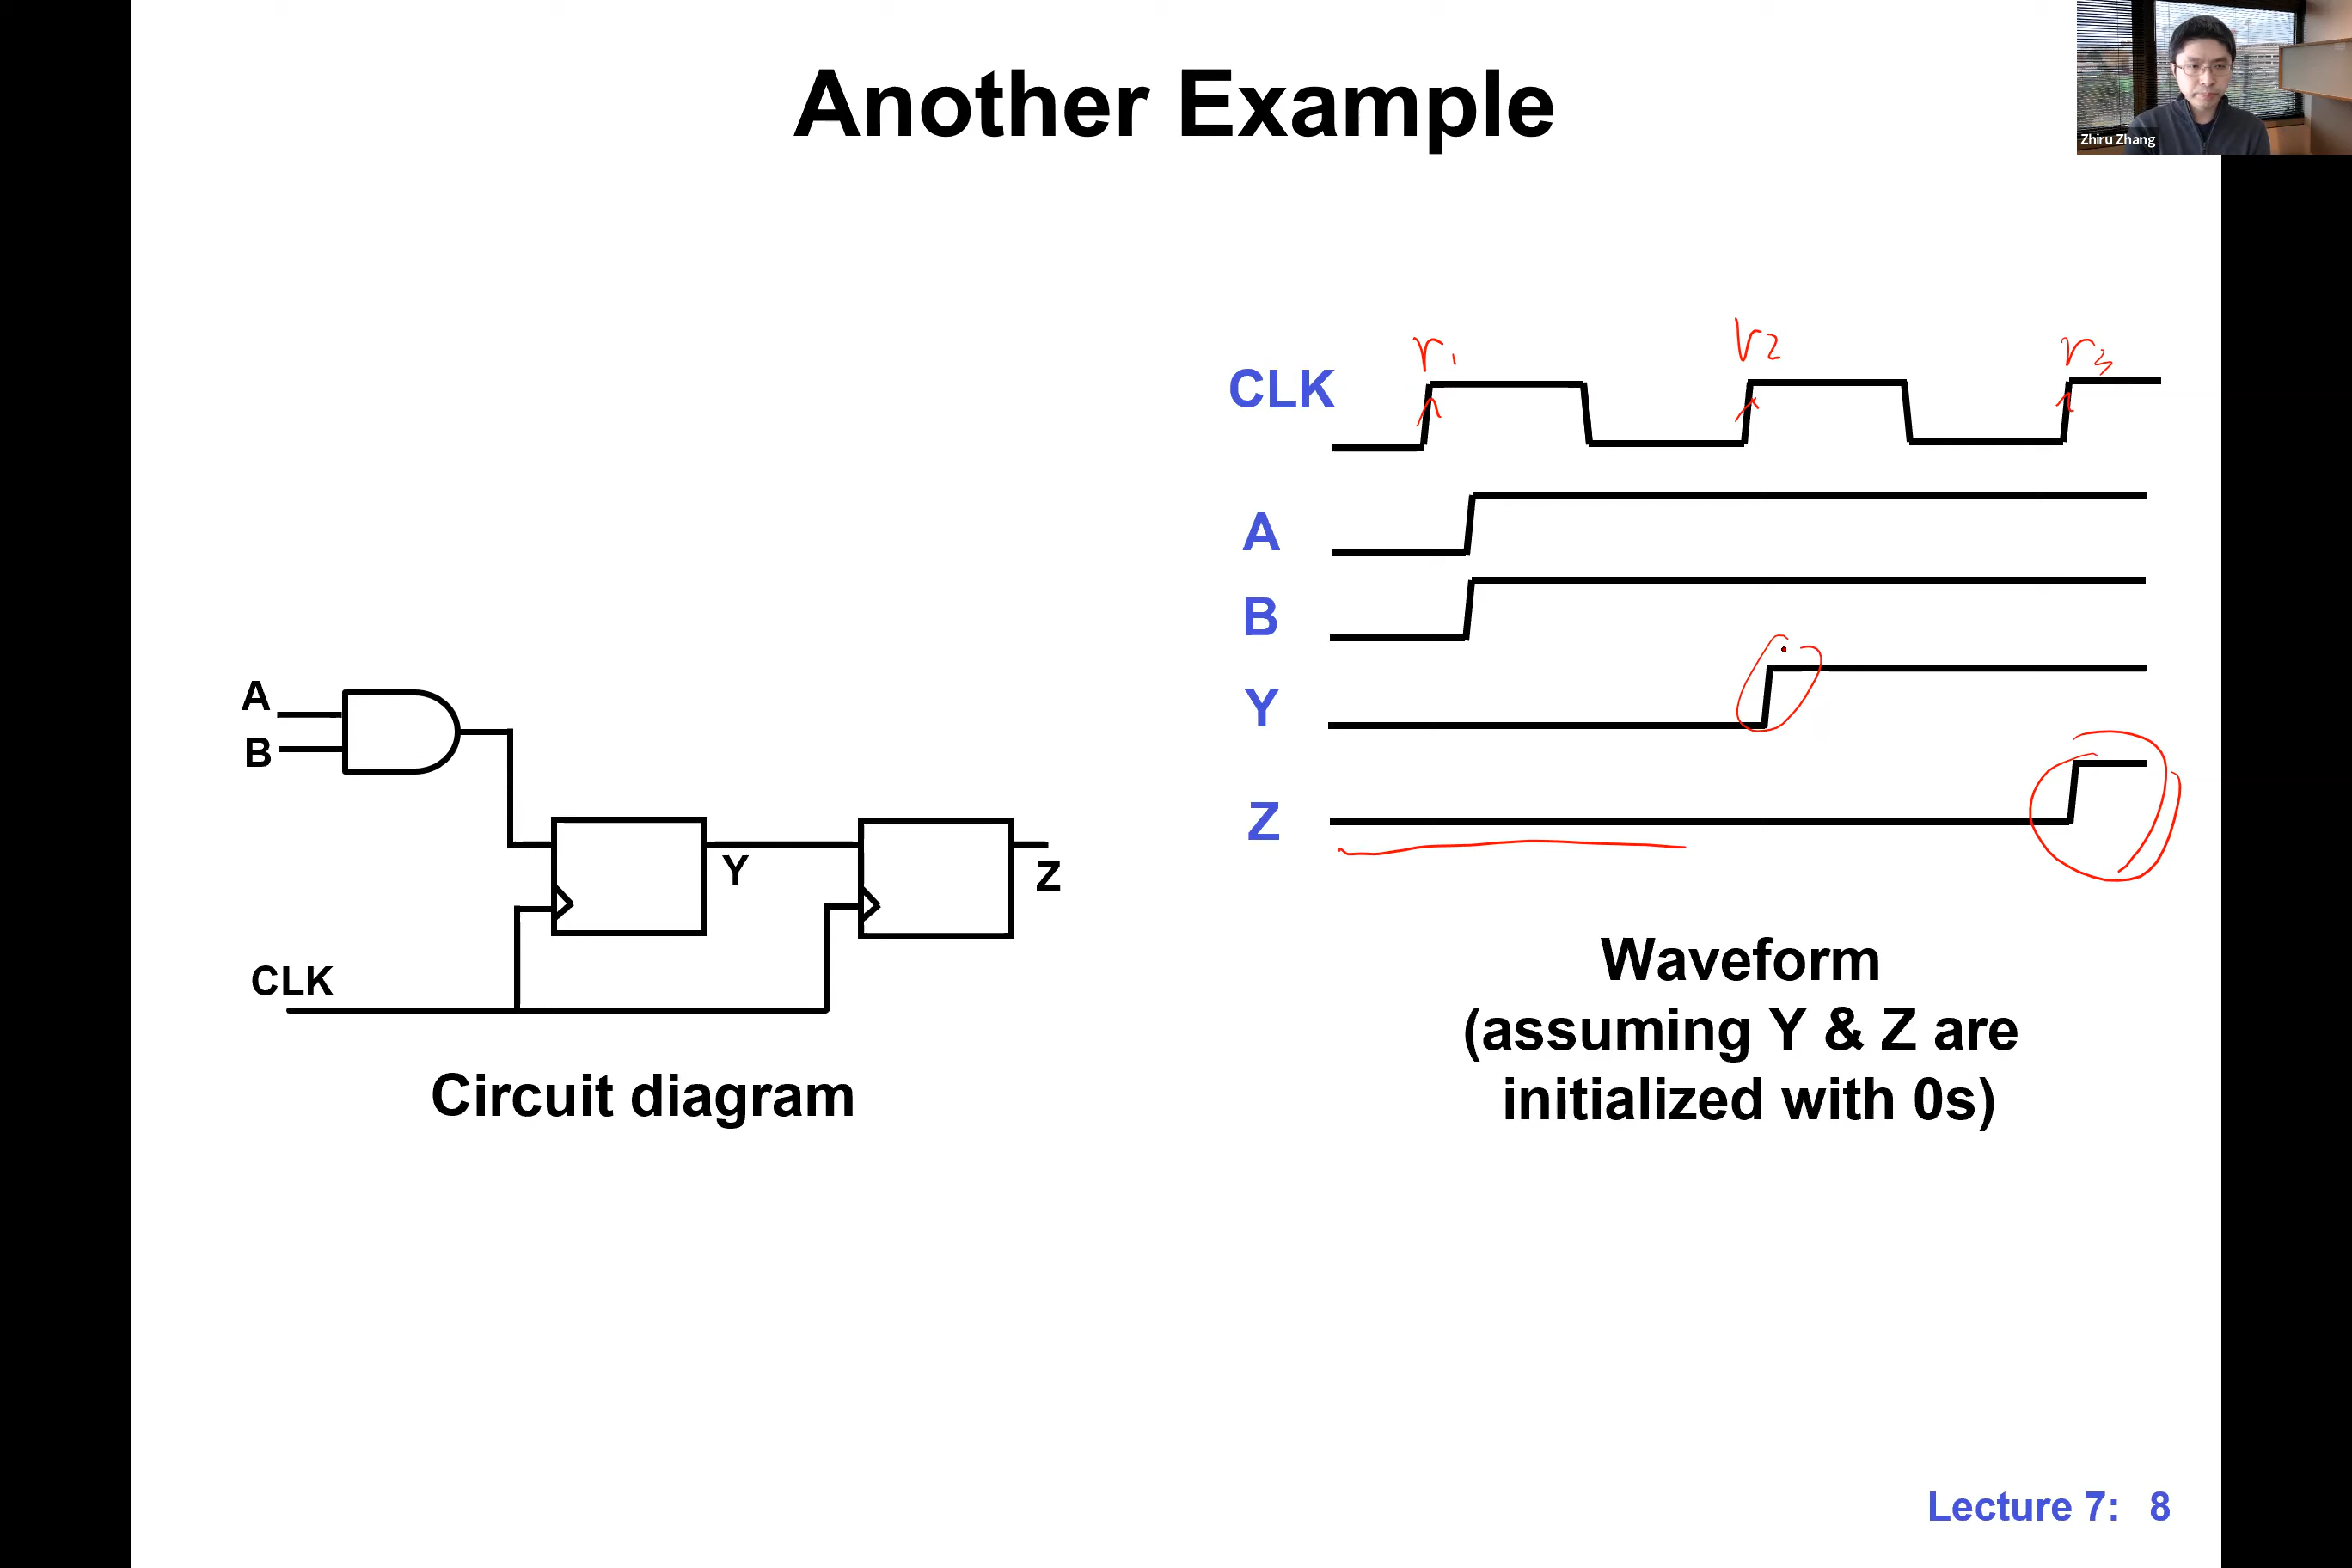 Another Example
Zhiru Zhang
r1
r2
r3
CLK
A
B
Y
Z
A
B
Y
Z
CLK
Circuit diagram
Waveform
(assuming Y & Z are
initialized with 0s)
Lecture 7: 8